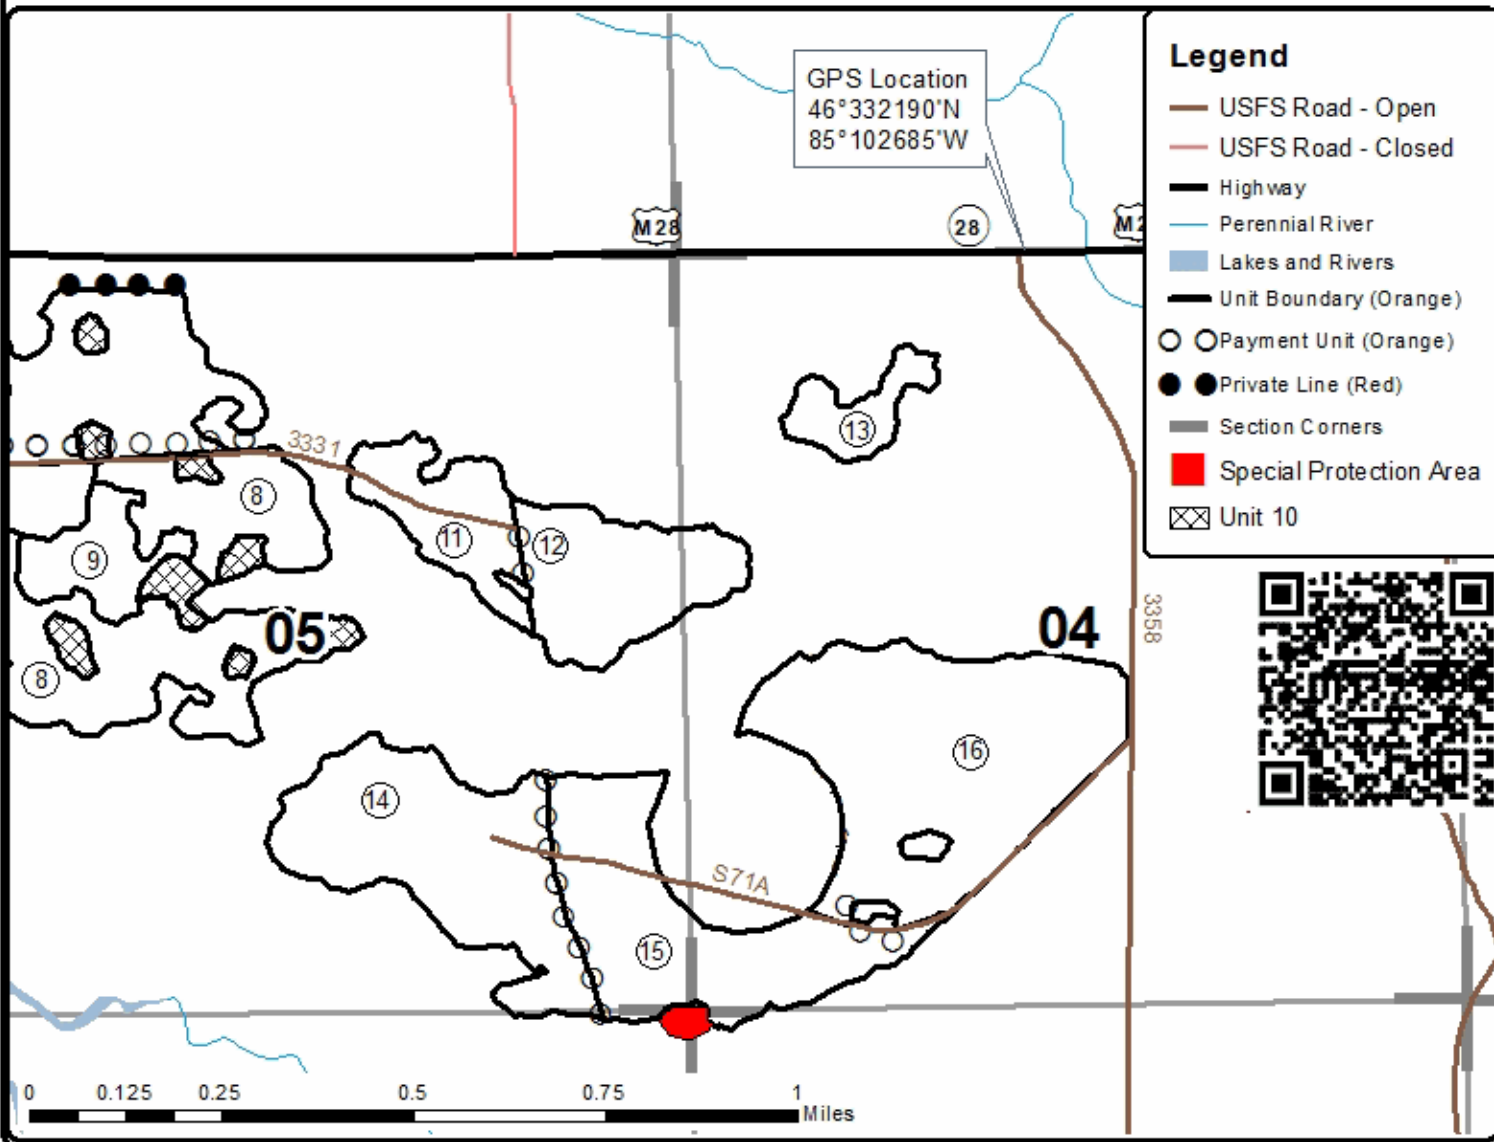 GPS Location
46°332190'N
85°102685'W
M28
28
M2
3331
13
8
11
12
9
05
04
3358
8
16
14
S71A
15
0 0.125 0.25 0.5 0.75 1
Miles
Legend
USFS Road - Open
USFS Road - Closed
Highway
Perennial River
Lakes and Rivers
Unit Boundary (Orange)
Payment Unit (Orange)
Private Line (Red)
Section Corners
Special Protection Area
Unit 10